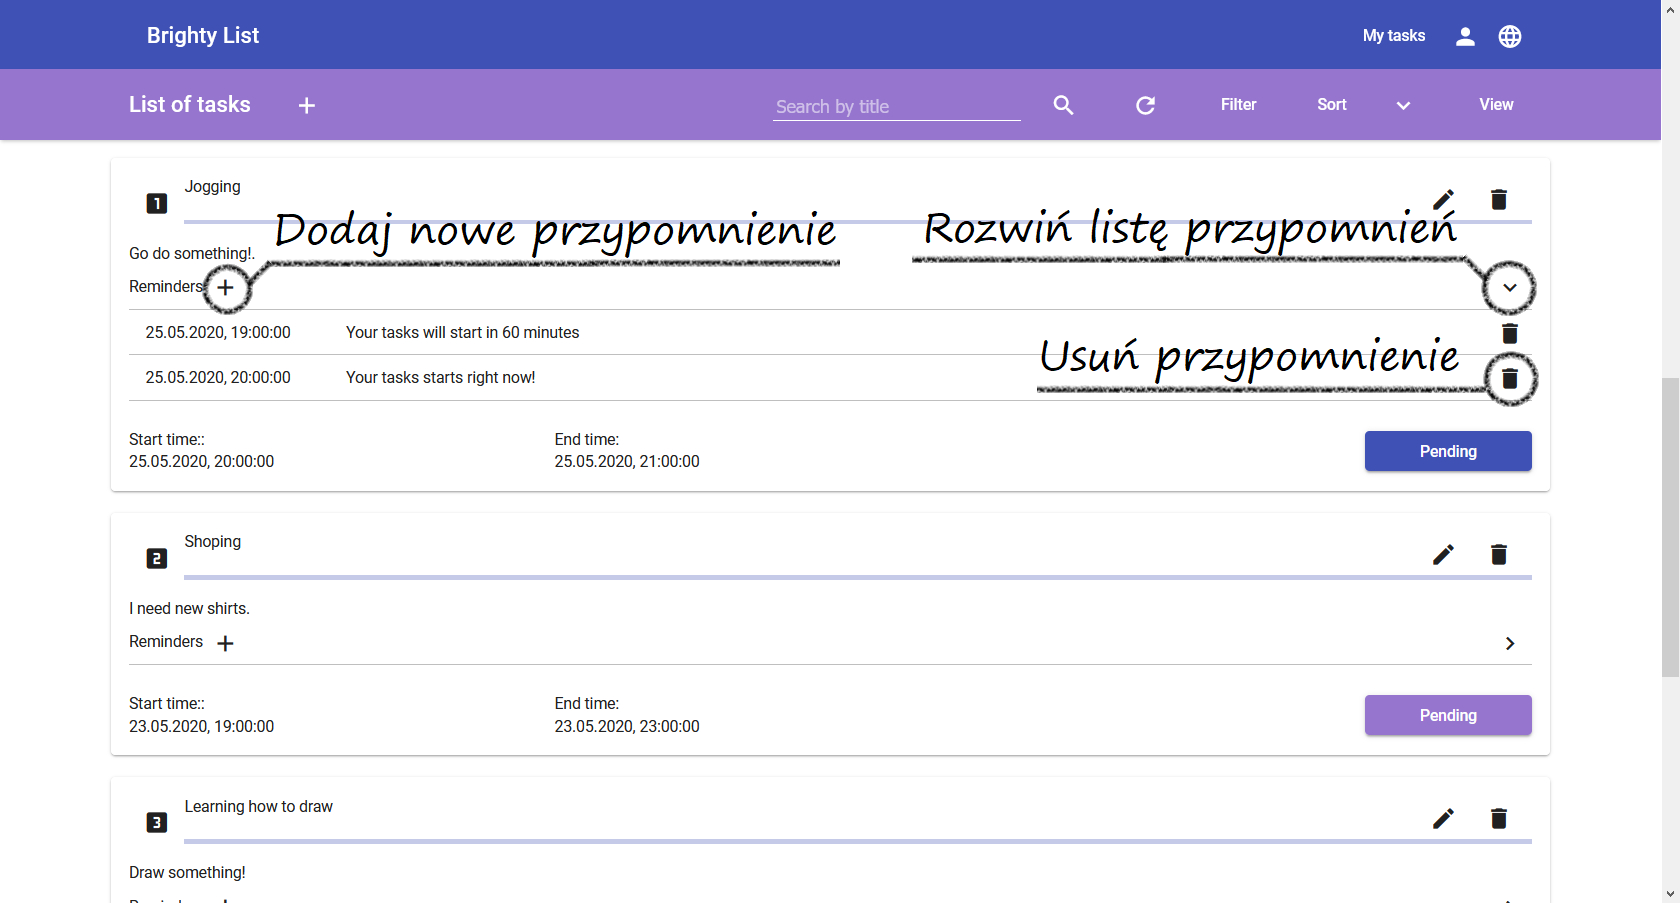 Brighty List
My tasks
List of tasks
Search by title
Filter
Sort
View
1
Jogging
Dodaj nowe przypomnienie
Rozwiń listę przypomnień
Go do something!.
Reminders
25.05.2020, 19:00:00
Your tasks will start in 60 minutes
Usuń przypomnienie
25.05.2020, 20:00:00
Your tasks starts right now!
Start time::
25.05.2020, 20:00:00
End time:
25.05.2020, 21:00:00
Pending
2
Shoping
I need new shirts.
Reminders
Start time::
23.05.2020, 19:00:00
End time:
23.05.2020, 23:00:00
Pending
3
Learning how to draw
Draw something!